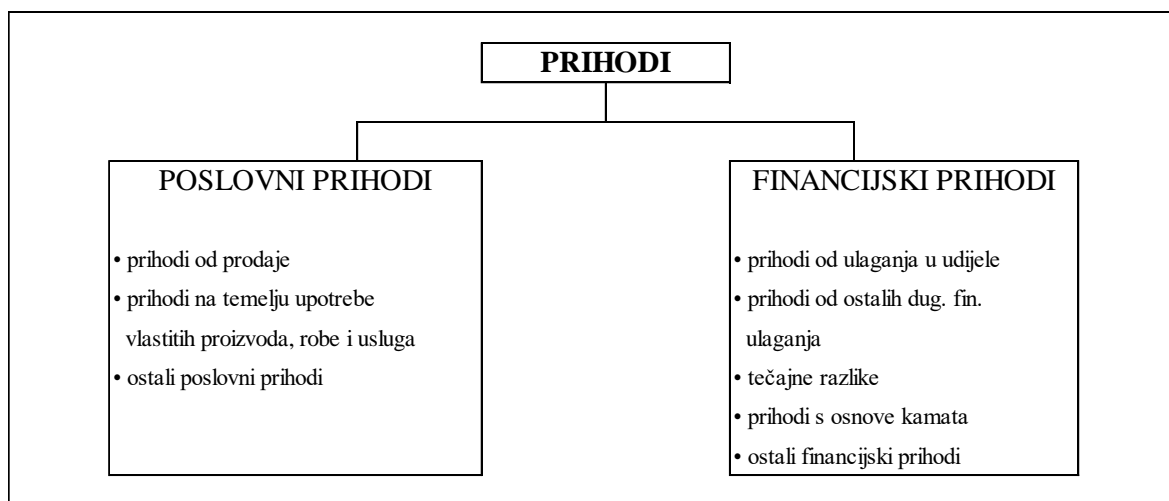 PRIHODI
POSLOVNI PRIHODI
• prihodi od prodaje
• prihodi na temelju upotrebe
vlastitih proizvoda, robe i usluga
• ostali poslovni prihodi
FINANCIJSKI PRIHODI
• prihodi od ulaganja u udijele
• prihodi od ostalih dug. fin.
ulaganja
• tečajne razlike
• prihodi s osnove kamata
• ostali financijski prihodi